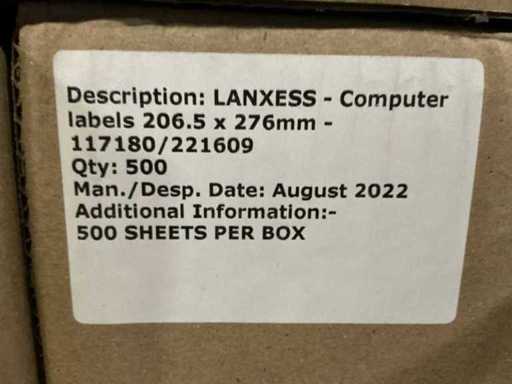 Description: LANXESS - Computer
labels 206.5 x 276mm -
117180/221609
Qty: 500
Man./Desp. Date: August 2022
Additional Information:-
500 SHEETS PER BOX